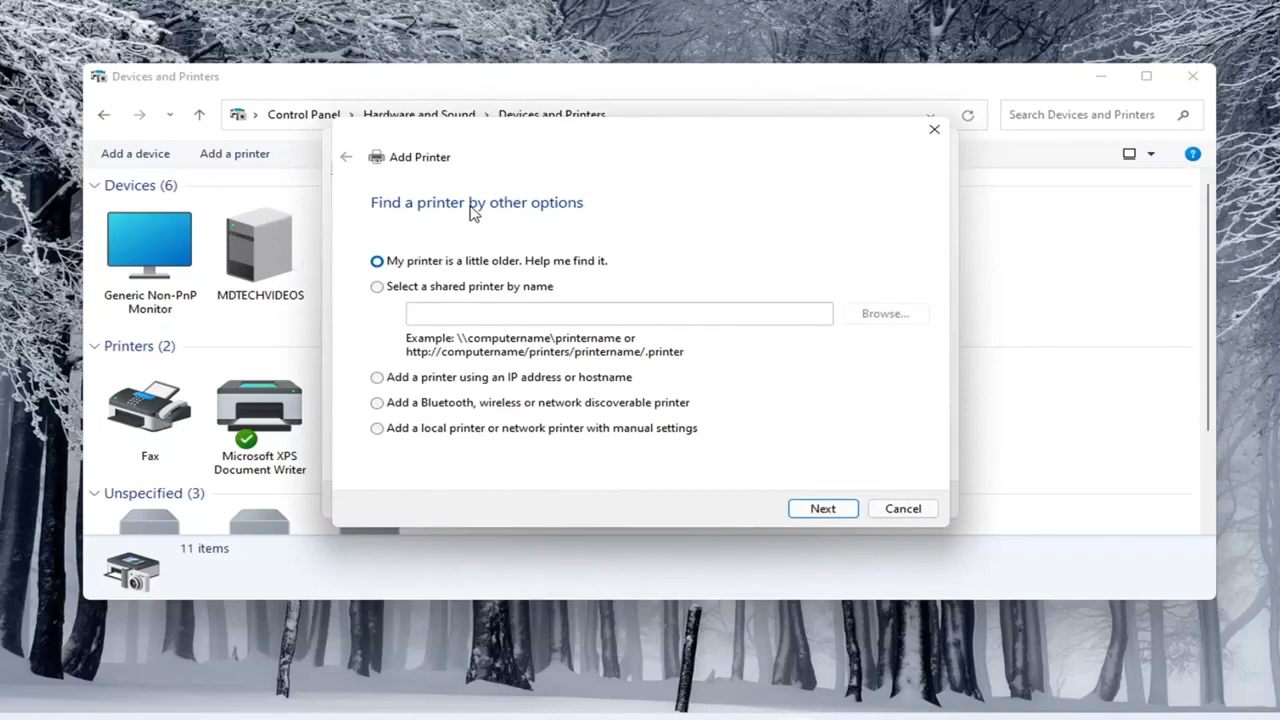 Devices and Printers
Control Panel > Hardware and Sound > Devices and Printers
Search Devices and Printers
Add a device
Add a printer
?
Add Printer
Find a printer by other options
My printer is a little older. Help me find it.
Select a shared printer by name
Browse...
Example: \\computername\printername or
http://computername/printers/printername/.printer
Add a printer using an IP address or hostname
Add a Bluetooth, wireless or network discoverable printer
Add a local printer or network printer with manual settings
Next
Cancel
Devices (6)
Generic Non-PnP
Monitor
MDTECHVIDEOS
Printers (2)
Fax
Microsoft XPS
Document Writer
Unspecified (3)
11 items